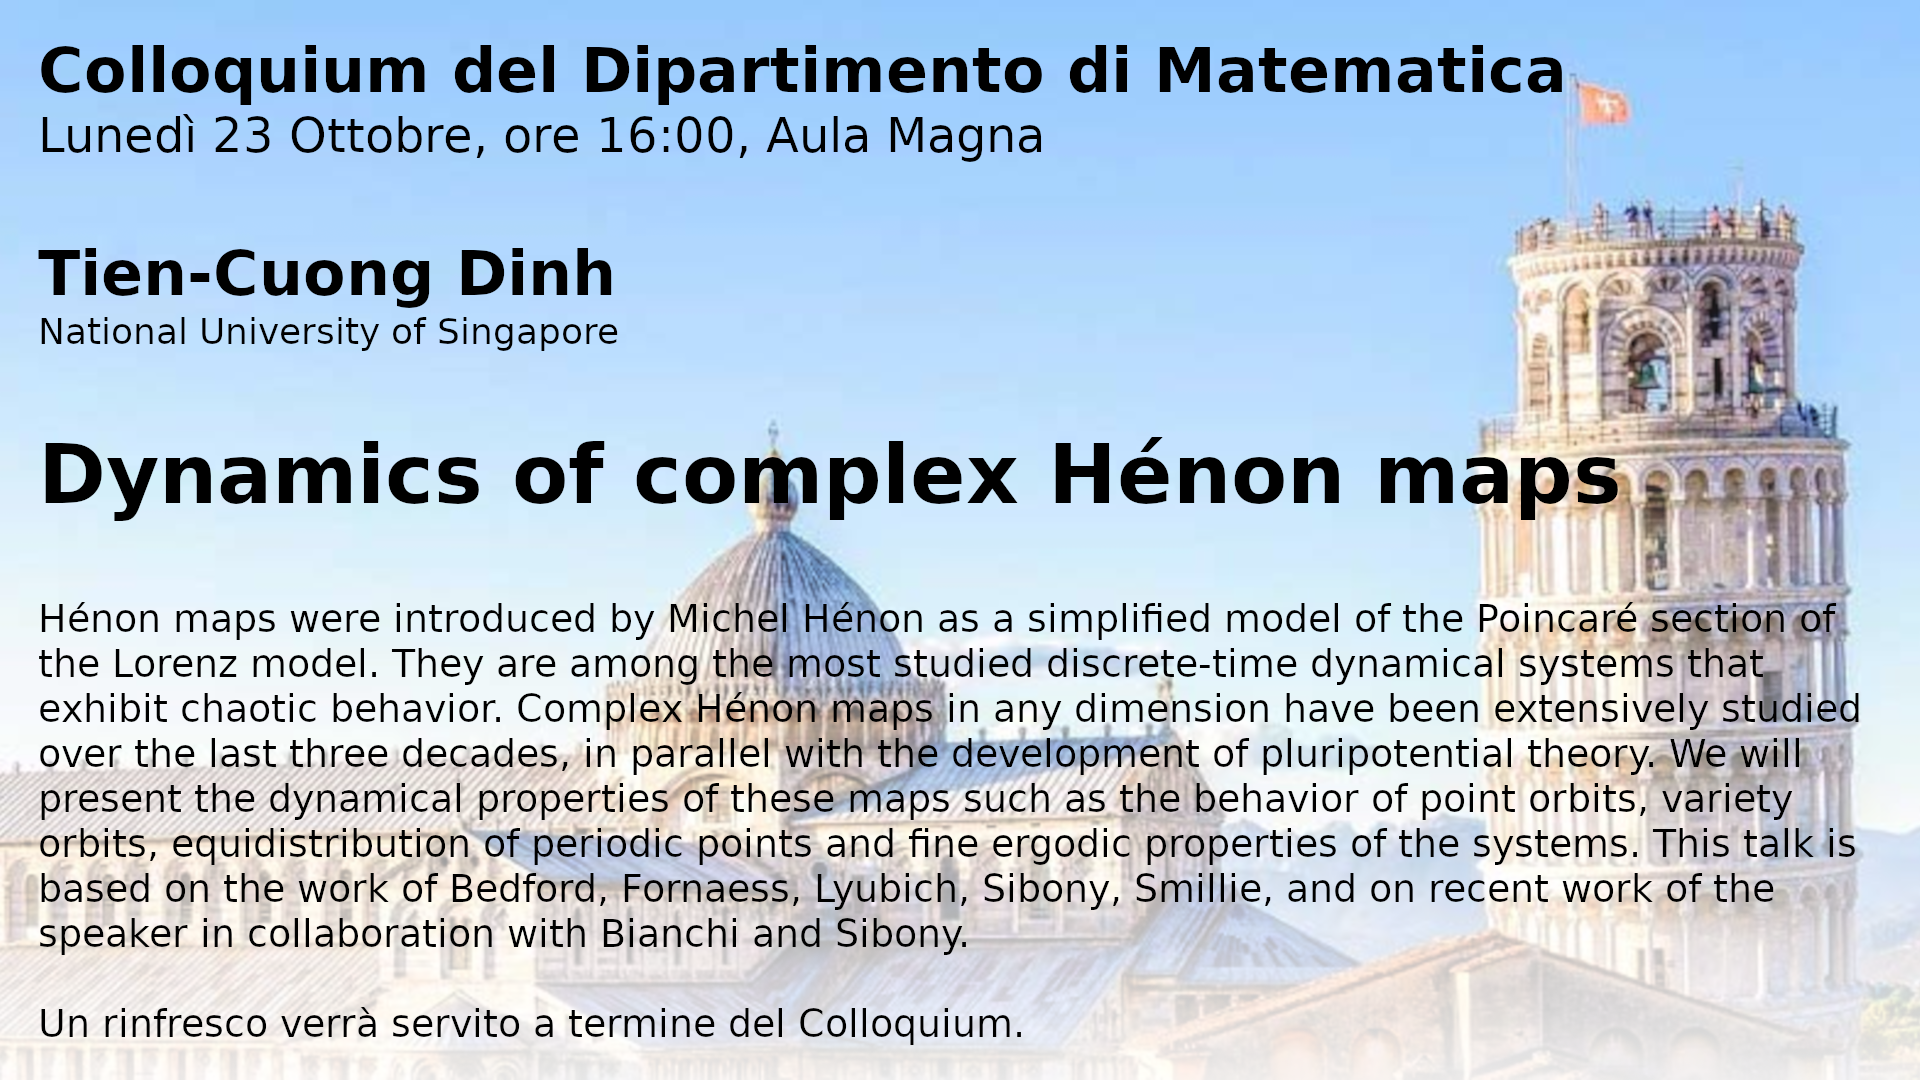 Colloquium del Dipartimento di Matematica
Lunedì 23 Ottobre, ore 16:00, Aula Magna
Tien-Cuong Dinh
National University of Singapore
Dynamics of complex Hénon maps
Hénon maps were introduced by Michel Hénon as a simplified model of the Poincaré section of
the Lorenz model. They are among the most studied discrete-time dynamical systems that
exhibit chaotic behavior. Complex Hénon maps in any dimension have been extensively studied
over the last three decades, in parallel with the development of pluripotential theory. We will
present the dynamical properties of these maps such as the behavior of point orbits, variety
orbits, equidistribution of periodic points and fine ergodic properties of the systems. This talk is
based on the work of Bedford, Fornaess, Lyubich, Sibony, Smillie, and on recent work of the
speaker in collaboration with Bianchi and Sibony.
Un rinfresco verrà servito a termine del Colloquium.